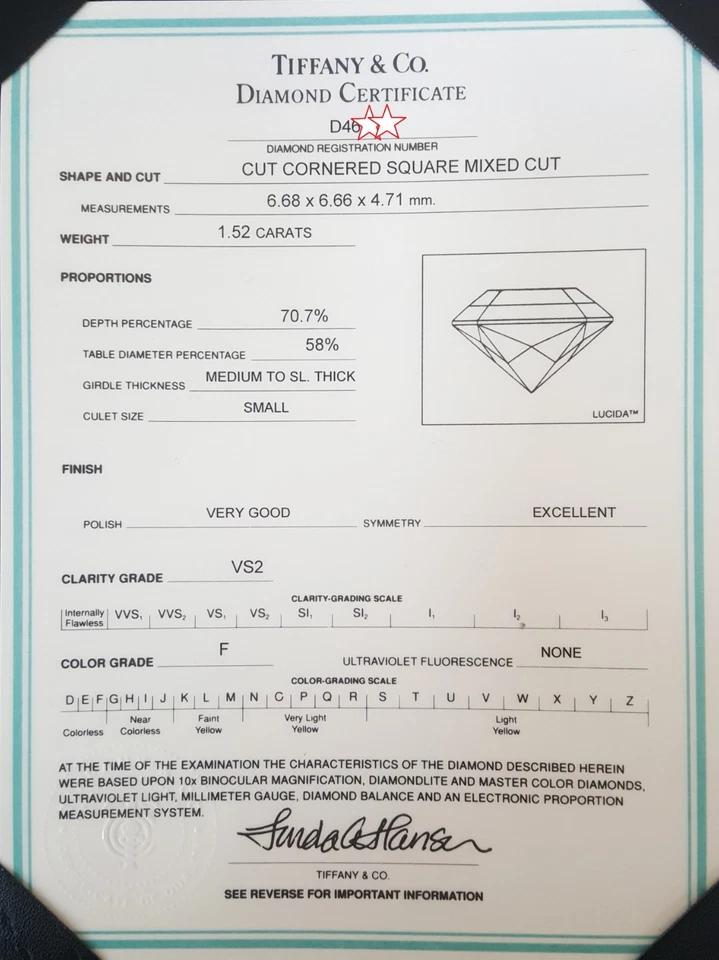 TIFFANY & CO.
DIAMOND CERTIFICATE
D46
DIAMOND REGISTRATION NUMBER
SHAPE AND CUT CUT CORNERED SQUARE MIXED CUT
MEASUREMENTS 6.68 x 6.66 x 4.71 mm.
WEIGHT 1.52 CARATS
PROPORTIONS
DEPTH PERCENTAGE 70.7%
TABLE DIAMETER PERCENTAGE 58%
GIRDLE THICKNESS MEDIUM TO SL. THICK
CULET SIZE SMALL
LUCIDA™
FINISH
POLISH VERY GOOD SYMMETRY EXCELLENT
CLARITY GRADE VS2
CLARITY-GRADING SCALE
Internally Flawless VVS₁ VVS₂ VS₁ VS₂ SI₁ SI₂ I₁ I₂ I₃
COLOR GRADE F ULTRAVIOLET FLUORESCENCE NONE
COLOR-GRADING SCALE
D E F G H I J K L M N O P Q R S T U V W X Y Z
Colorless Near Colorless Faint Yellow Very Light Yellow Light Yellow
AT THE TIME OF THE EXAMINATION THE CHARACTERISTICS OF THE DIAMOND DESCRIBED HEREIN
WERE BASED UPON 10x BINOCULAR MAGNIFICATION, DIAMONDLITE AND MASTER COLOR DIAMONDS,
ULTRAVIOLET LIGHT, MILLIMETER GAUGE, DIAMOND BALANCE AND AN ELECTRONIC PROPORTION
MEASUREMENT SYSTEM.
TIFFANY & CO.
SEE REVERSE FOR IMPORTANT INFORMATION